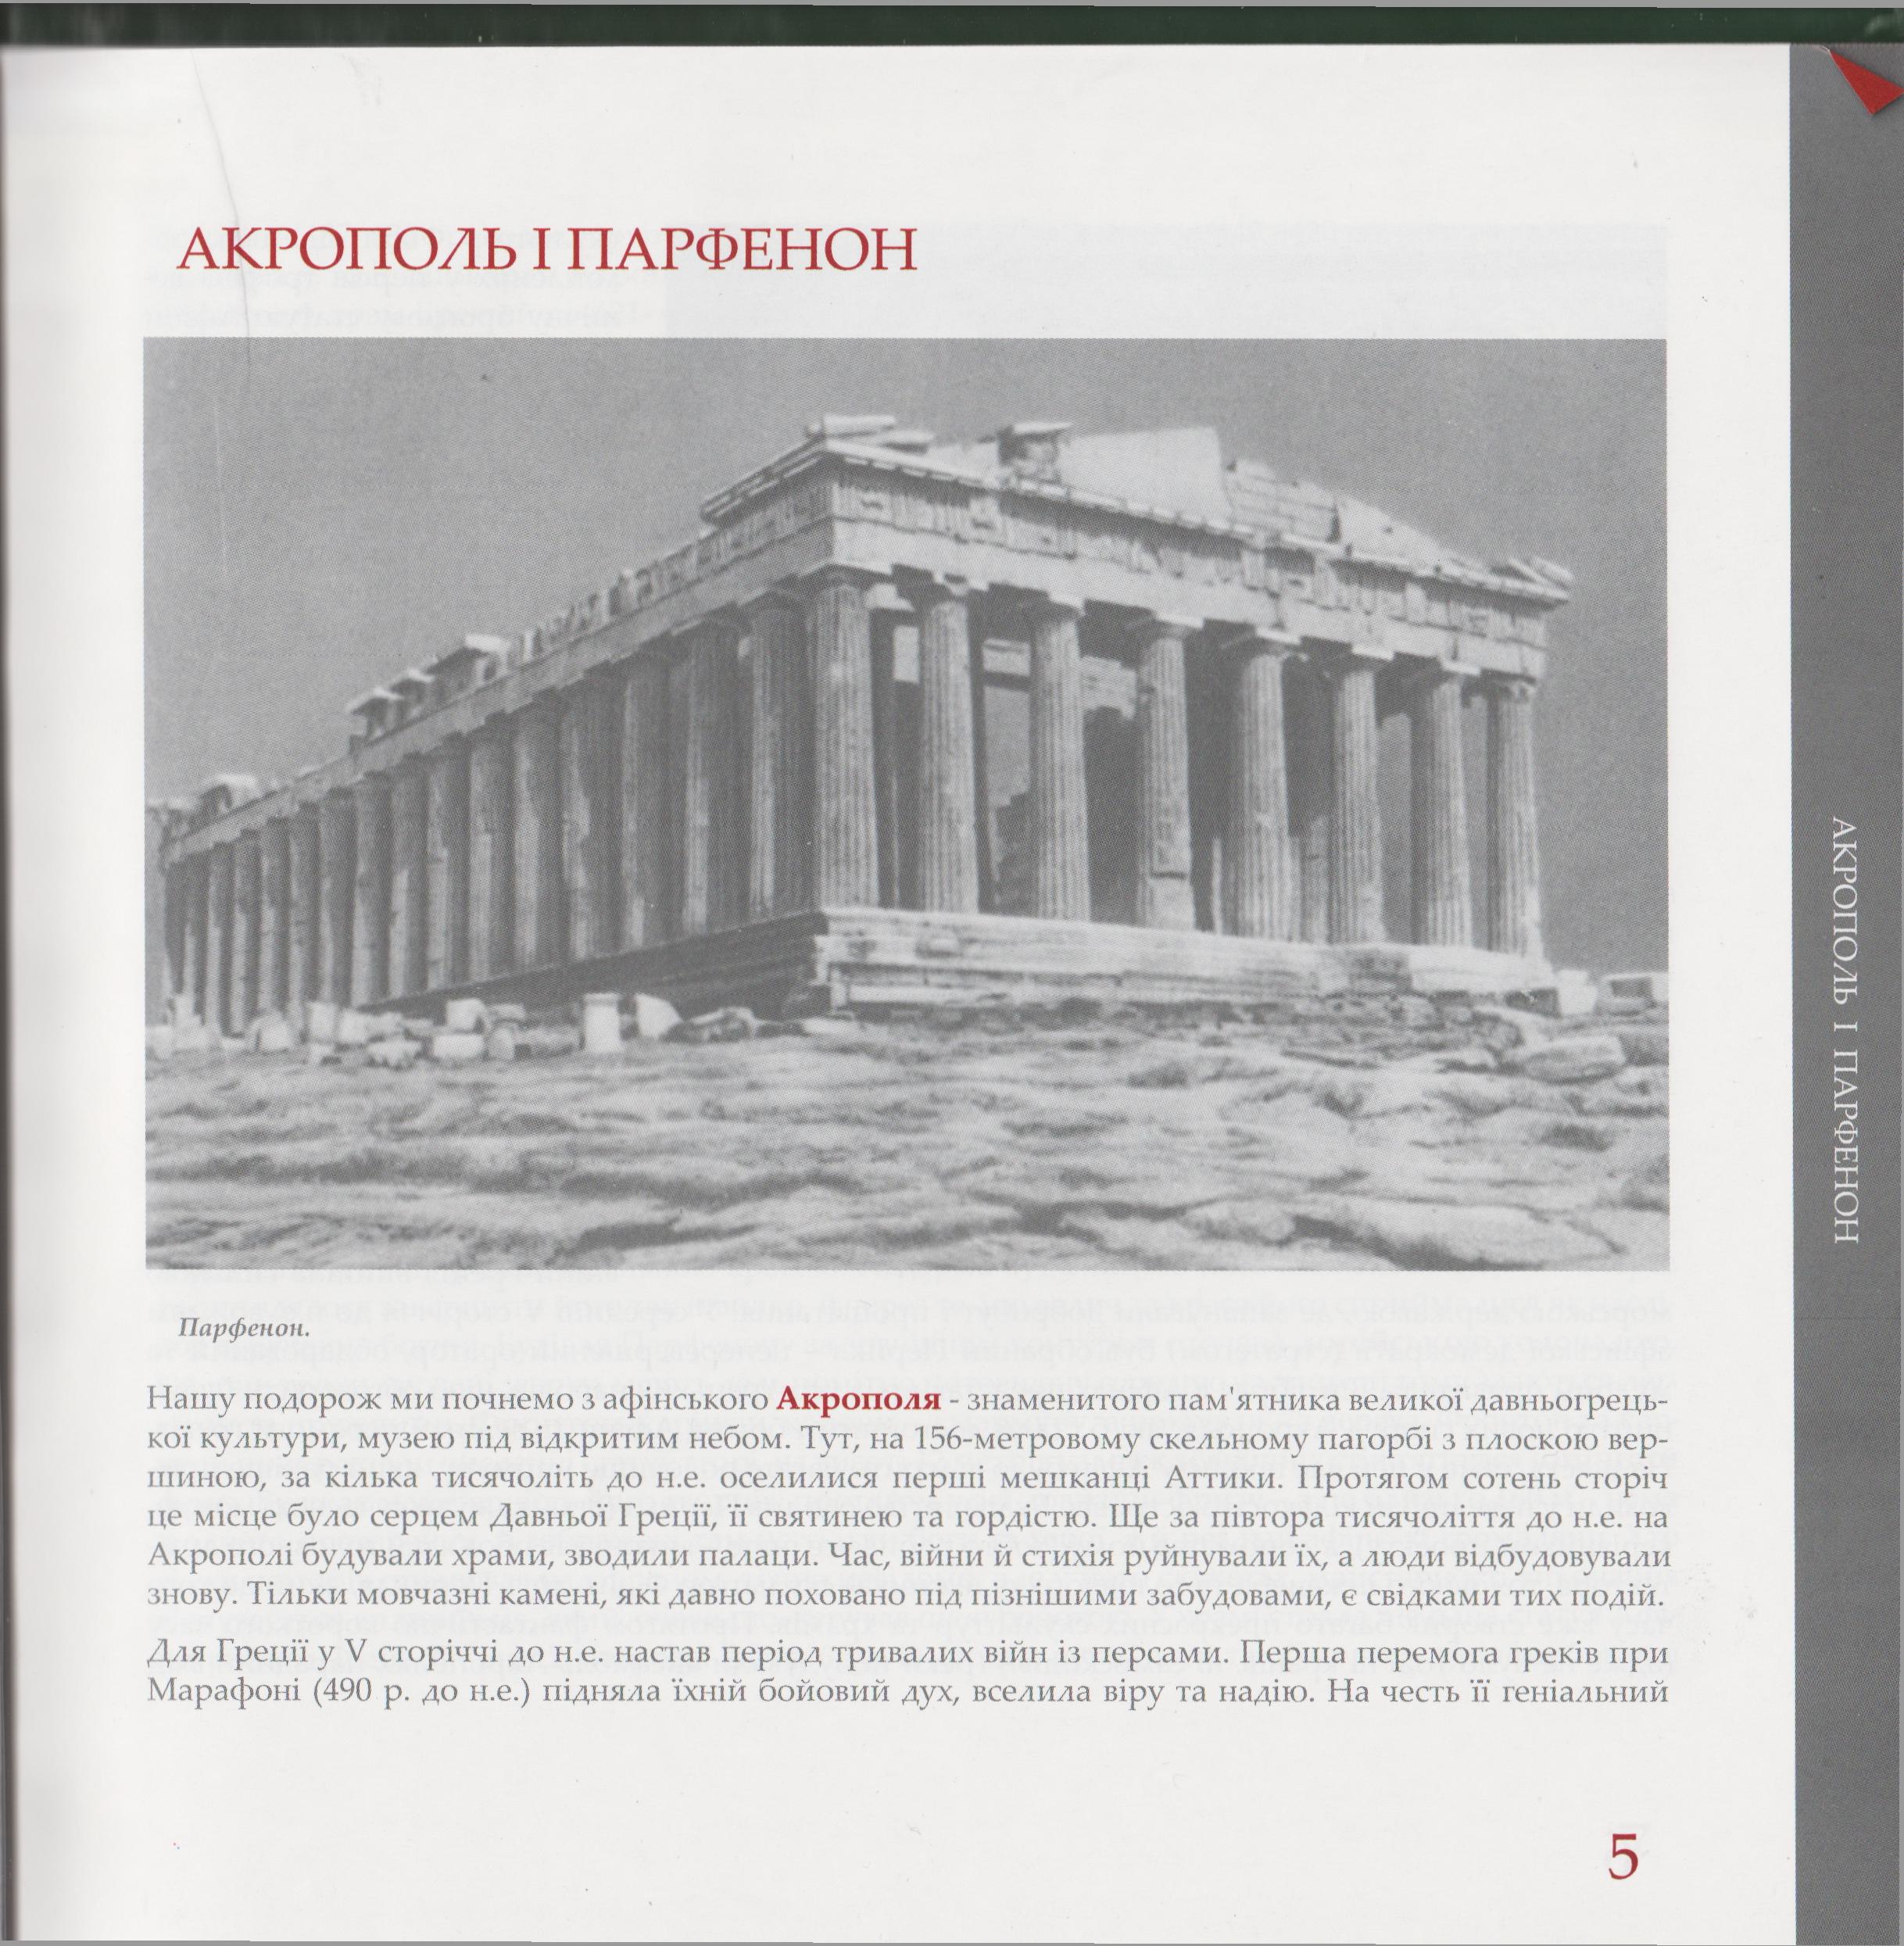 АКРОПОЛЬ І ПАРФЕНОН
Парфенон.
Нашу подорож ми почнемо з афінського Акрополя - знаменитого пам'ятника великої давньогрець-
кої культури, музею під відкритим небом. Тут, на 156-метровому скельному пагорбі з плоскою вер-
шиною, за кілька тисячоліть до н.е. оселилися перші мешканці Аттики. Протягом сотень сторіч
це місце було серцем Давньої Греції, її святинею та гордістю. Ще за півтора тисячоліття до н.е. на
Акрополі будували храми, зводили палаци. Час, війни й стихія руйнували їх, а люди відбудовували
знову. Тільки мовчазні камені, які давно поховано під пізнішими забудовами, є свідками тих подій.
Для Греції у V сторіччі до н.е. настав період тривалих війн із персами. Перша перемога греків при
Марафоні (490 р. до н.е.) підняла їхній бойовий дух, вселила віру та надію. На честь її геніальний
5
АКРОПОЛЬ І ПАРФЕНОН